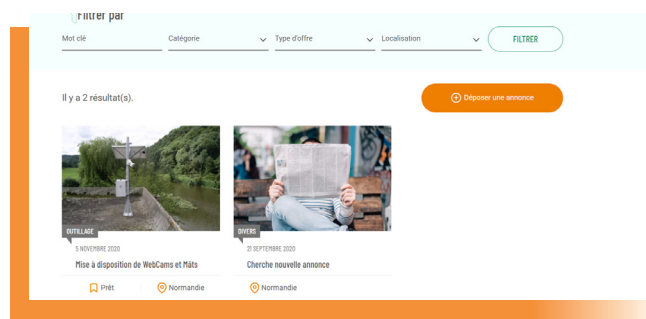 Filtrer par
Mot clé Catégorie Type d'offre Localisation FILTRER
Il y a 2 résultat(s). Déposer une annonce
OUTILLAGE DIVERS
5 NOVEMBRE 2020 21 SEPTEMBRE 2020
Mise à disposition de WebCams et Mâts Cherche nouvelle annonce
Prêt Normandie Normandie